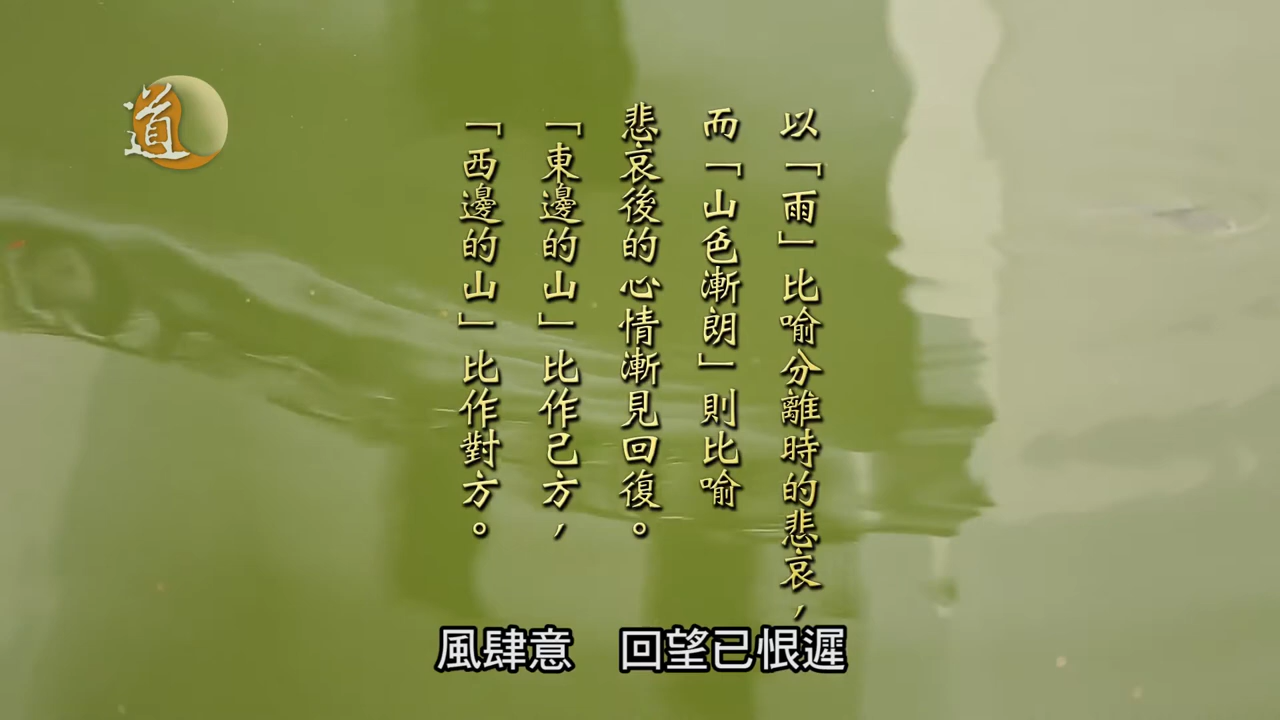 道
以「雨」比喻分離時的悲哀，
而「山色漸朗」則比喻
悲哀後的心情漸見回復。
「東邊的山」比作己方，
「西邊的山」比作對方。
風肆意　回望已恨遲